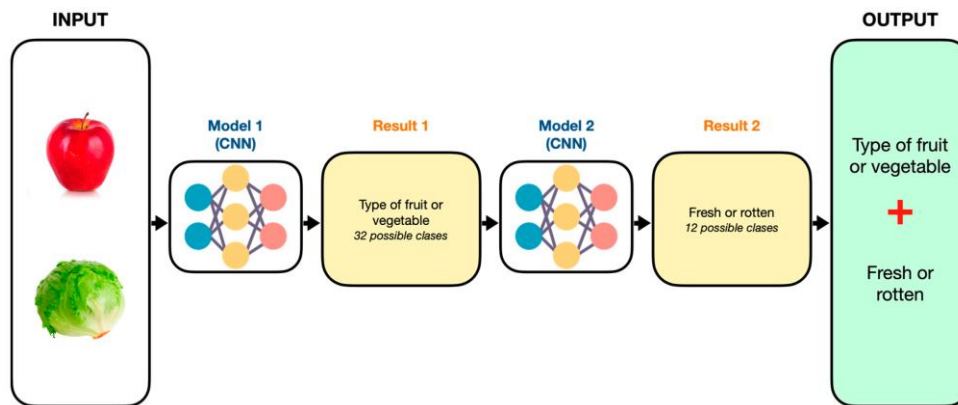 INPUT
OUTPUT
Model 1
(CNN)
Result 1
Model 2
(CNN)
Result 2
Type of fruit or
vegetable
32 possible clases
Fresh or rotten
12 possible clases
Type of fruit
or vegetable
+
Fresh or
rotten